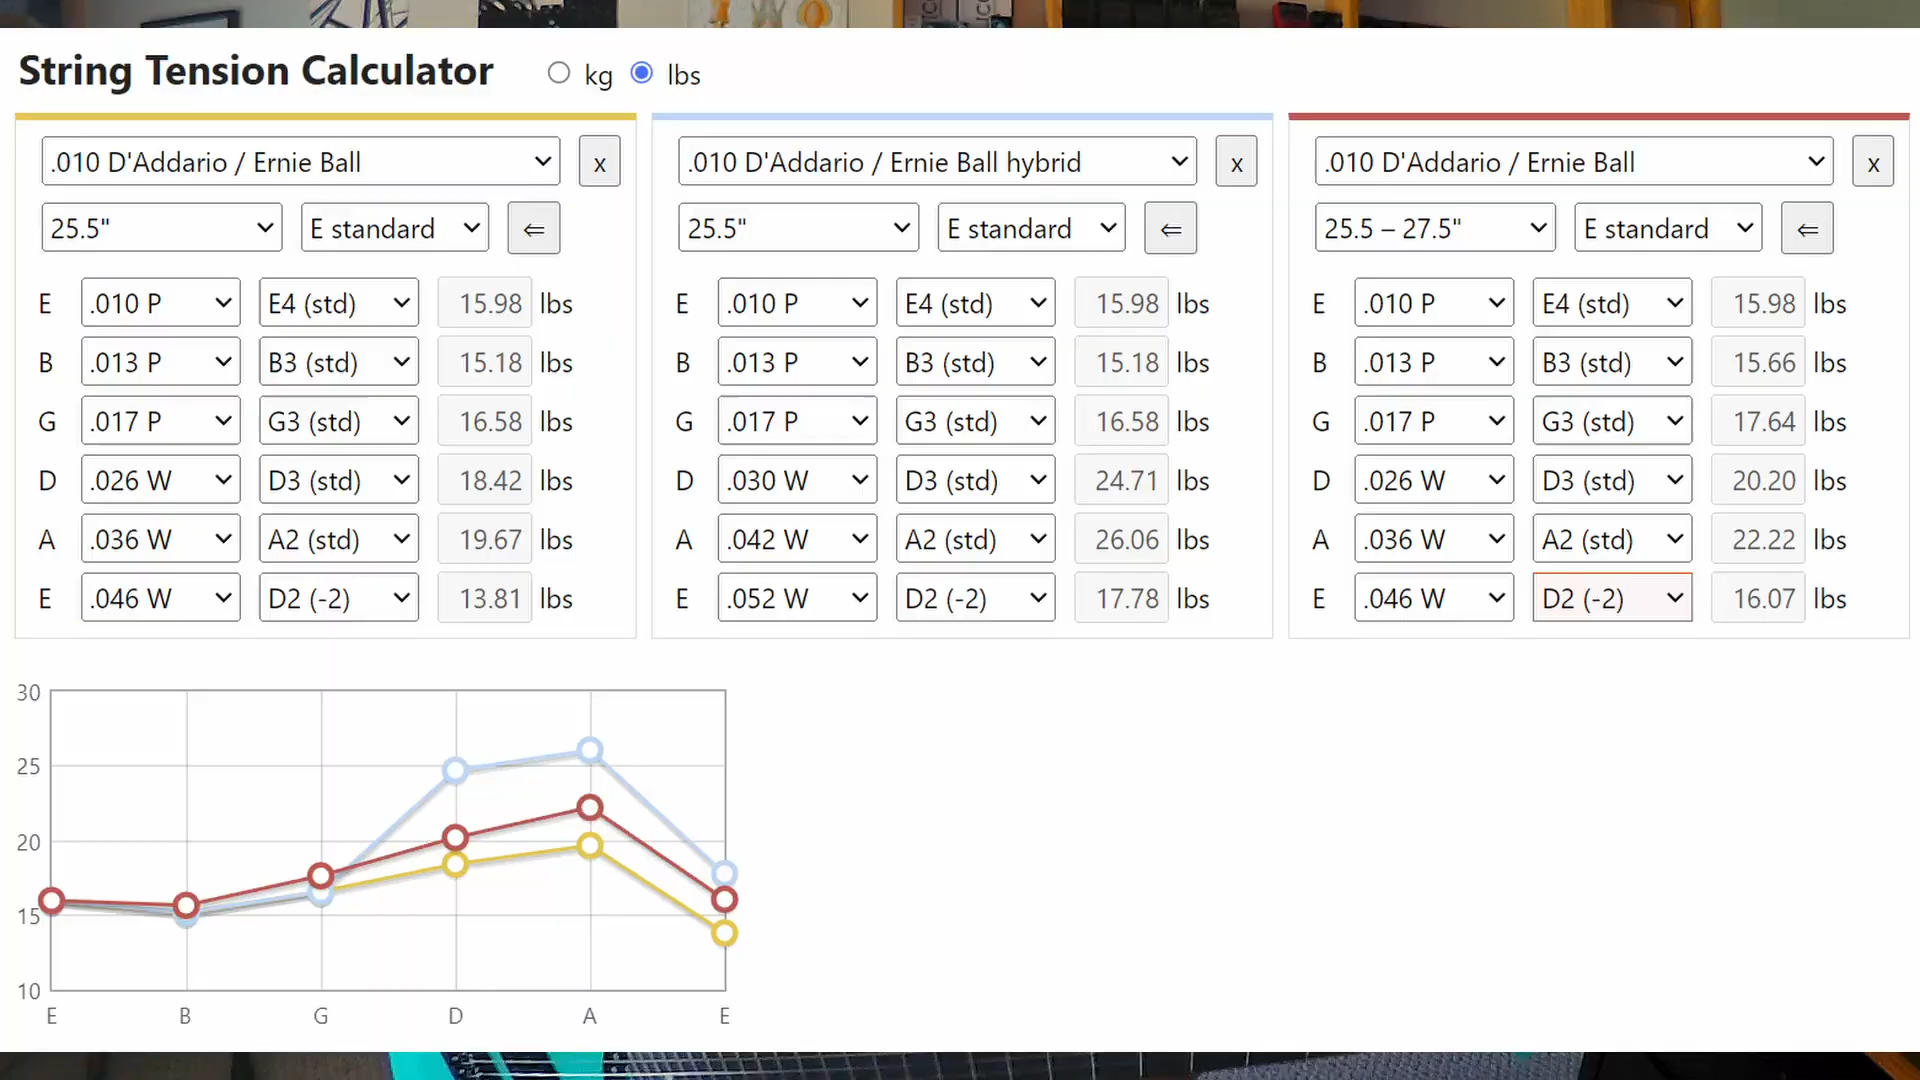 String Tension Calculator kg lbs
.010 D'Addario / Ernie Ball x
25.5" E standard ⇐
E .010 P E4 (std) 15.98 lbs
B .013 P B3 (std) 15.18 lbs
G .017 P G3 (std) 16.58 lbs
D .026 W D3 (std) 18.42 lbs
A .036 W A2 (std) 19.67 lbs
E .046 W D2 (-2) 13.81 lbs
.010 D'Addario / Ernie Ball hybrid x
25.5" E standard ⇐
E .010 P E4 (std) 15.98 lbs
B .013 P B3 (std) 15.18 lbs
G .017 P G3 (std) 16.58 lbs
D .030 W D3 (std) 24.71 lbs
A .042 W A2 (std) 26.06 lbs
E .052 W D2 (-2) 17.78 lbs
.010 D'Addario / Ernie Ball x
25.5 – 27.5" E standard ⇐
E .010 P E4 (std) 15.98 lbs
B .013 P B3 (std) 15.66 lbs
G .017 P G3 (std) 17.64 lbs
D .026 W D3 (std) 20.20 lbs
A .036 W A2 (std) 22.22 lbs
E .046 W D2 (-2) 16.07 lbs
30
25
20
15
10
E B G D A E